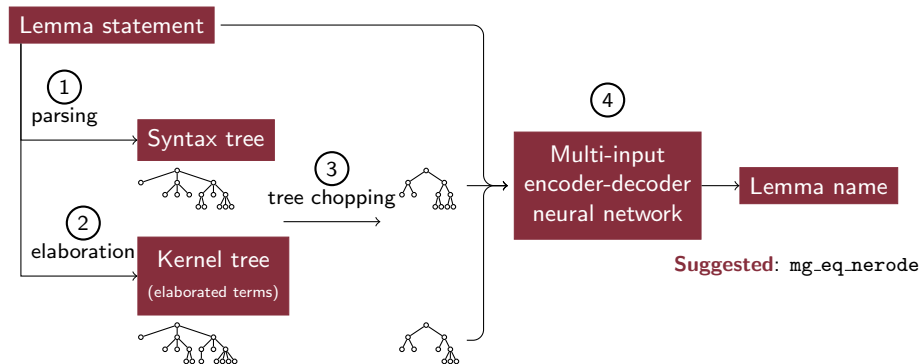 Lemma statement
1
parsing
Syntax tree
2
elaboration
Kernel tree
(elaborated terms)
3
tree chopping
4
Multi-input
encoder-decoder
neural network
Lemma name
Suggested: mg_eq_nerode